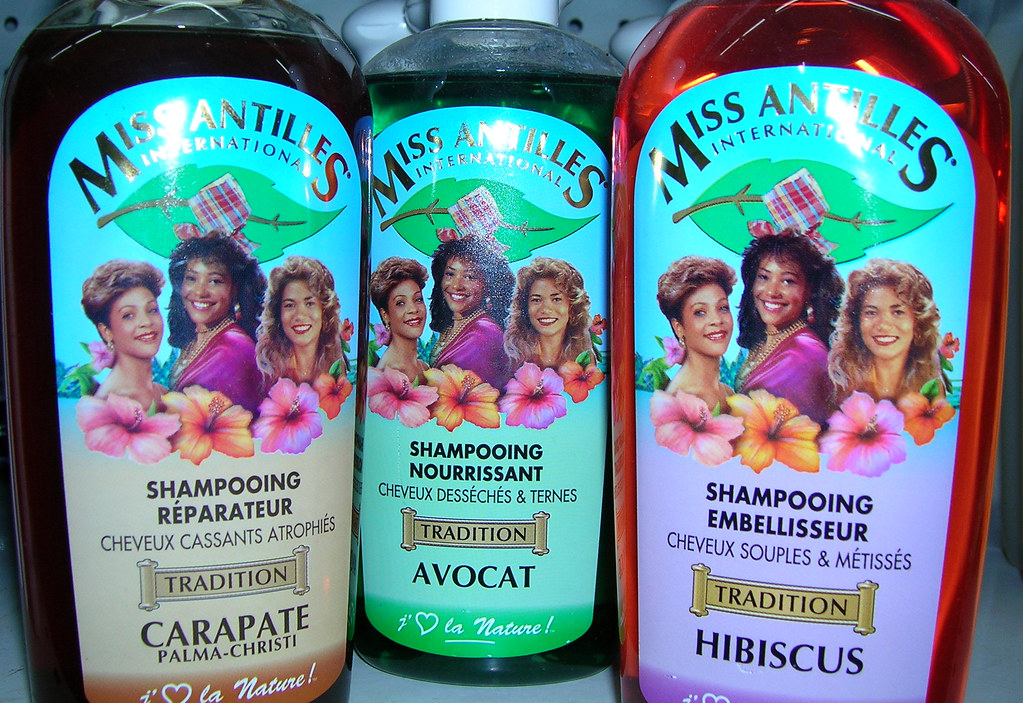 MISS ANTILLES
INTERNATIONAL
SHAMPOOING
RÉPARATEUR
CHEVEUX CASSANTS ATROPHIÉS
TRADITION
CARAPATE
PALMA-CHRISTI
j'♡ la Nature!
MISS ANTILLES
INTERNATIONAL
SHAMPOOING
NOURRISSANT
CHEVEUX DESSÉCHÉS & TERNES
TRADITION
AVOCAT
j'♡ la Nature!
MISS ANTILLES
INTERNATIONAL
SHAMPOOING
EMBELLISSEUR
CHEVEUX SOUPLES & MÉTISSÉS
TRADITION
HIBISCUS